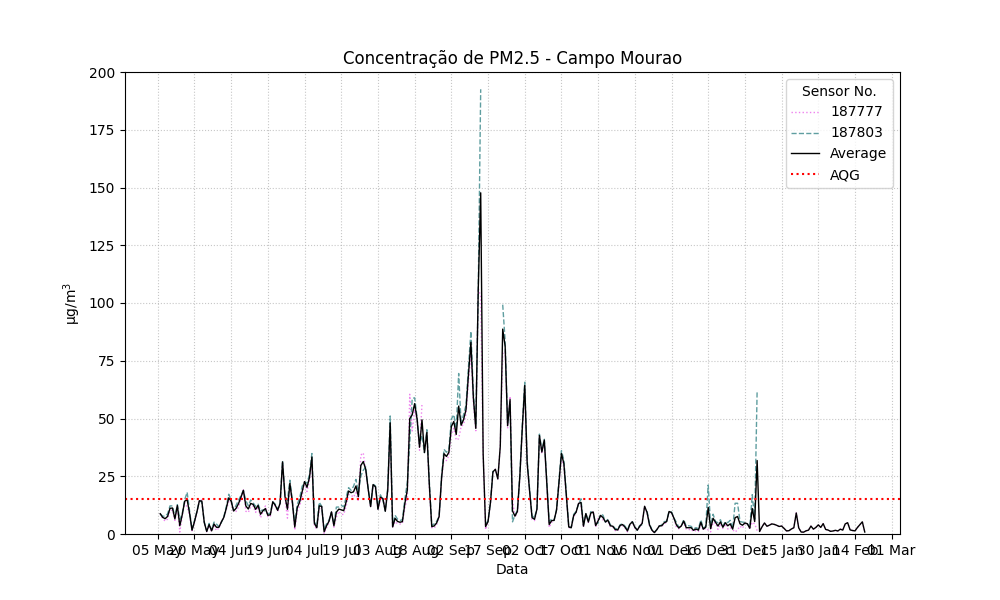 Concentração de PM2.5 - Campo Mourao
200
175
150
125
100
75
50
25
0
µg/m³
Sensor No.
187777
187803
Average
AQG
05 May 20 May 04 Jun 19 Jun 04 Jul 19 Jul 03 Aug 18 Aug 02 Sep 17 Sep 02 Oct 17 Oct 01 Nov 16 Nov 01 Dec 16 Dec 31 Dec 15 Jan 30 Jan 14 Feb 01 Mar
Data